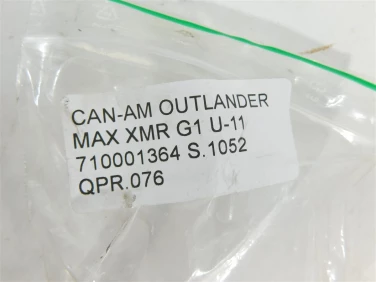 CAN-AM OUTLANDER
MAX XMR G1 U-11
710001364 S.1052
QPR.076